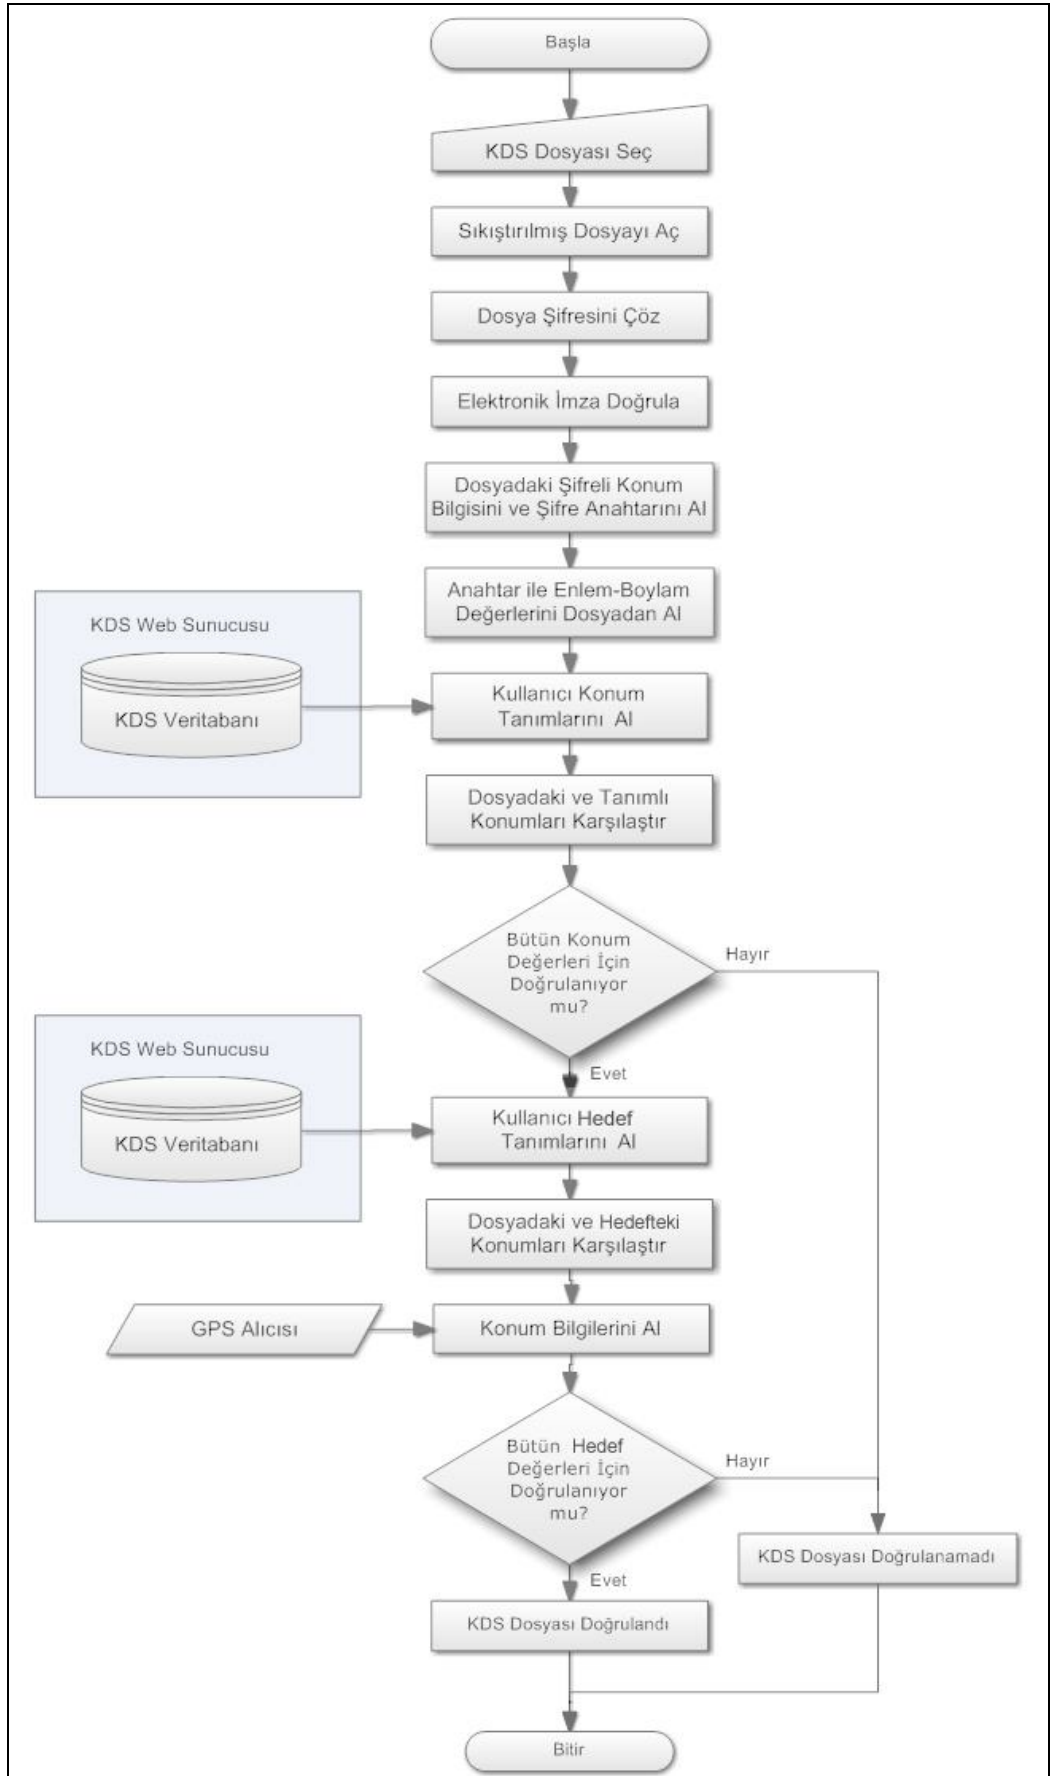 Başla
KDS Dosyası Seç
Sıkıştırılmış Dosyayı Aç
Dosya Şifresini Çöz
Elektronik İmza Doğrula
Dosyadaki Şifreli Konum
Bilgisini ve Şifre Anahtarını Al
Anahtar ile Enlem-Boylam
Değerlerini Dosyadan Al
KDS Web Sunucusu
KDS Veritabanı
Kullanıcı Konum
Tanımlarını Al
Dosyadaki ve Tanımlı
Konumları Karşılaştır
Bütün Konum
Değerleri İçin
Doğrulanıyor
mu?
Hayır
Evet
KDS Web Sunucusu
KDS Veritabanı
Kullanıcı Hedef
Tanımlarını Al
Dosyadaki ve Hedefteki
Konumları Karşılaştır
GPS Alıcısı
Konum Bilgilerini Al
Bütün Hedef
Değerleri İçin
Doğrulanıyor
mu?
Hayır
Evet
KDS Dosyası Doğrulanamadı
KDS Dosyası Doğrulandı
Bitir